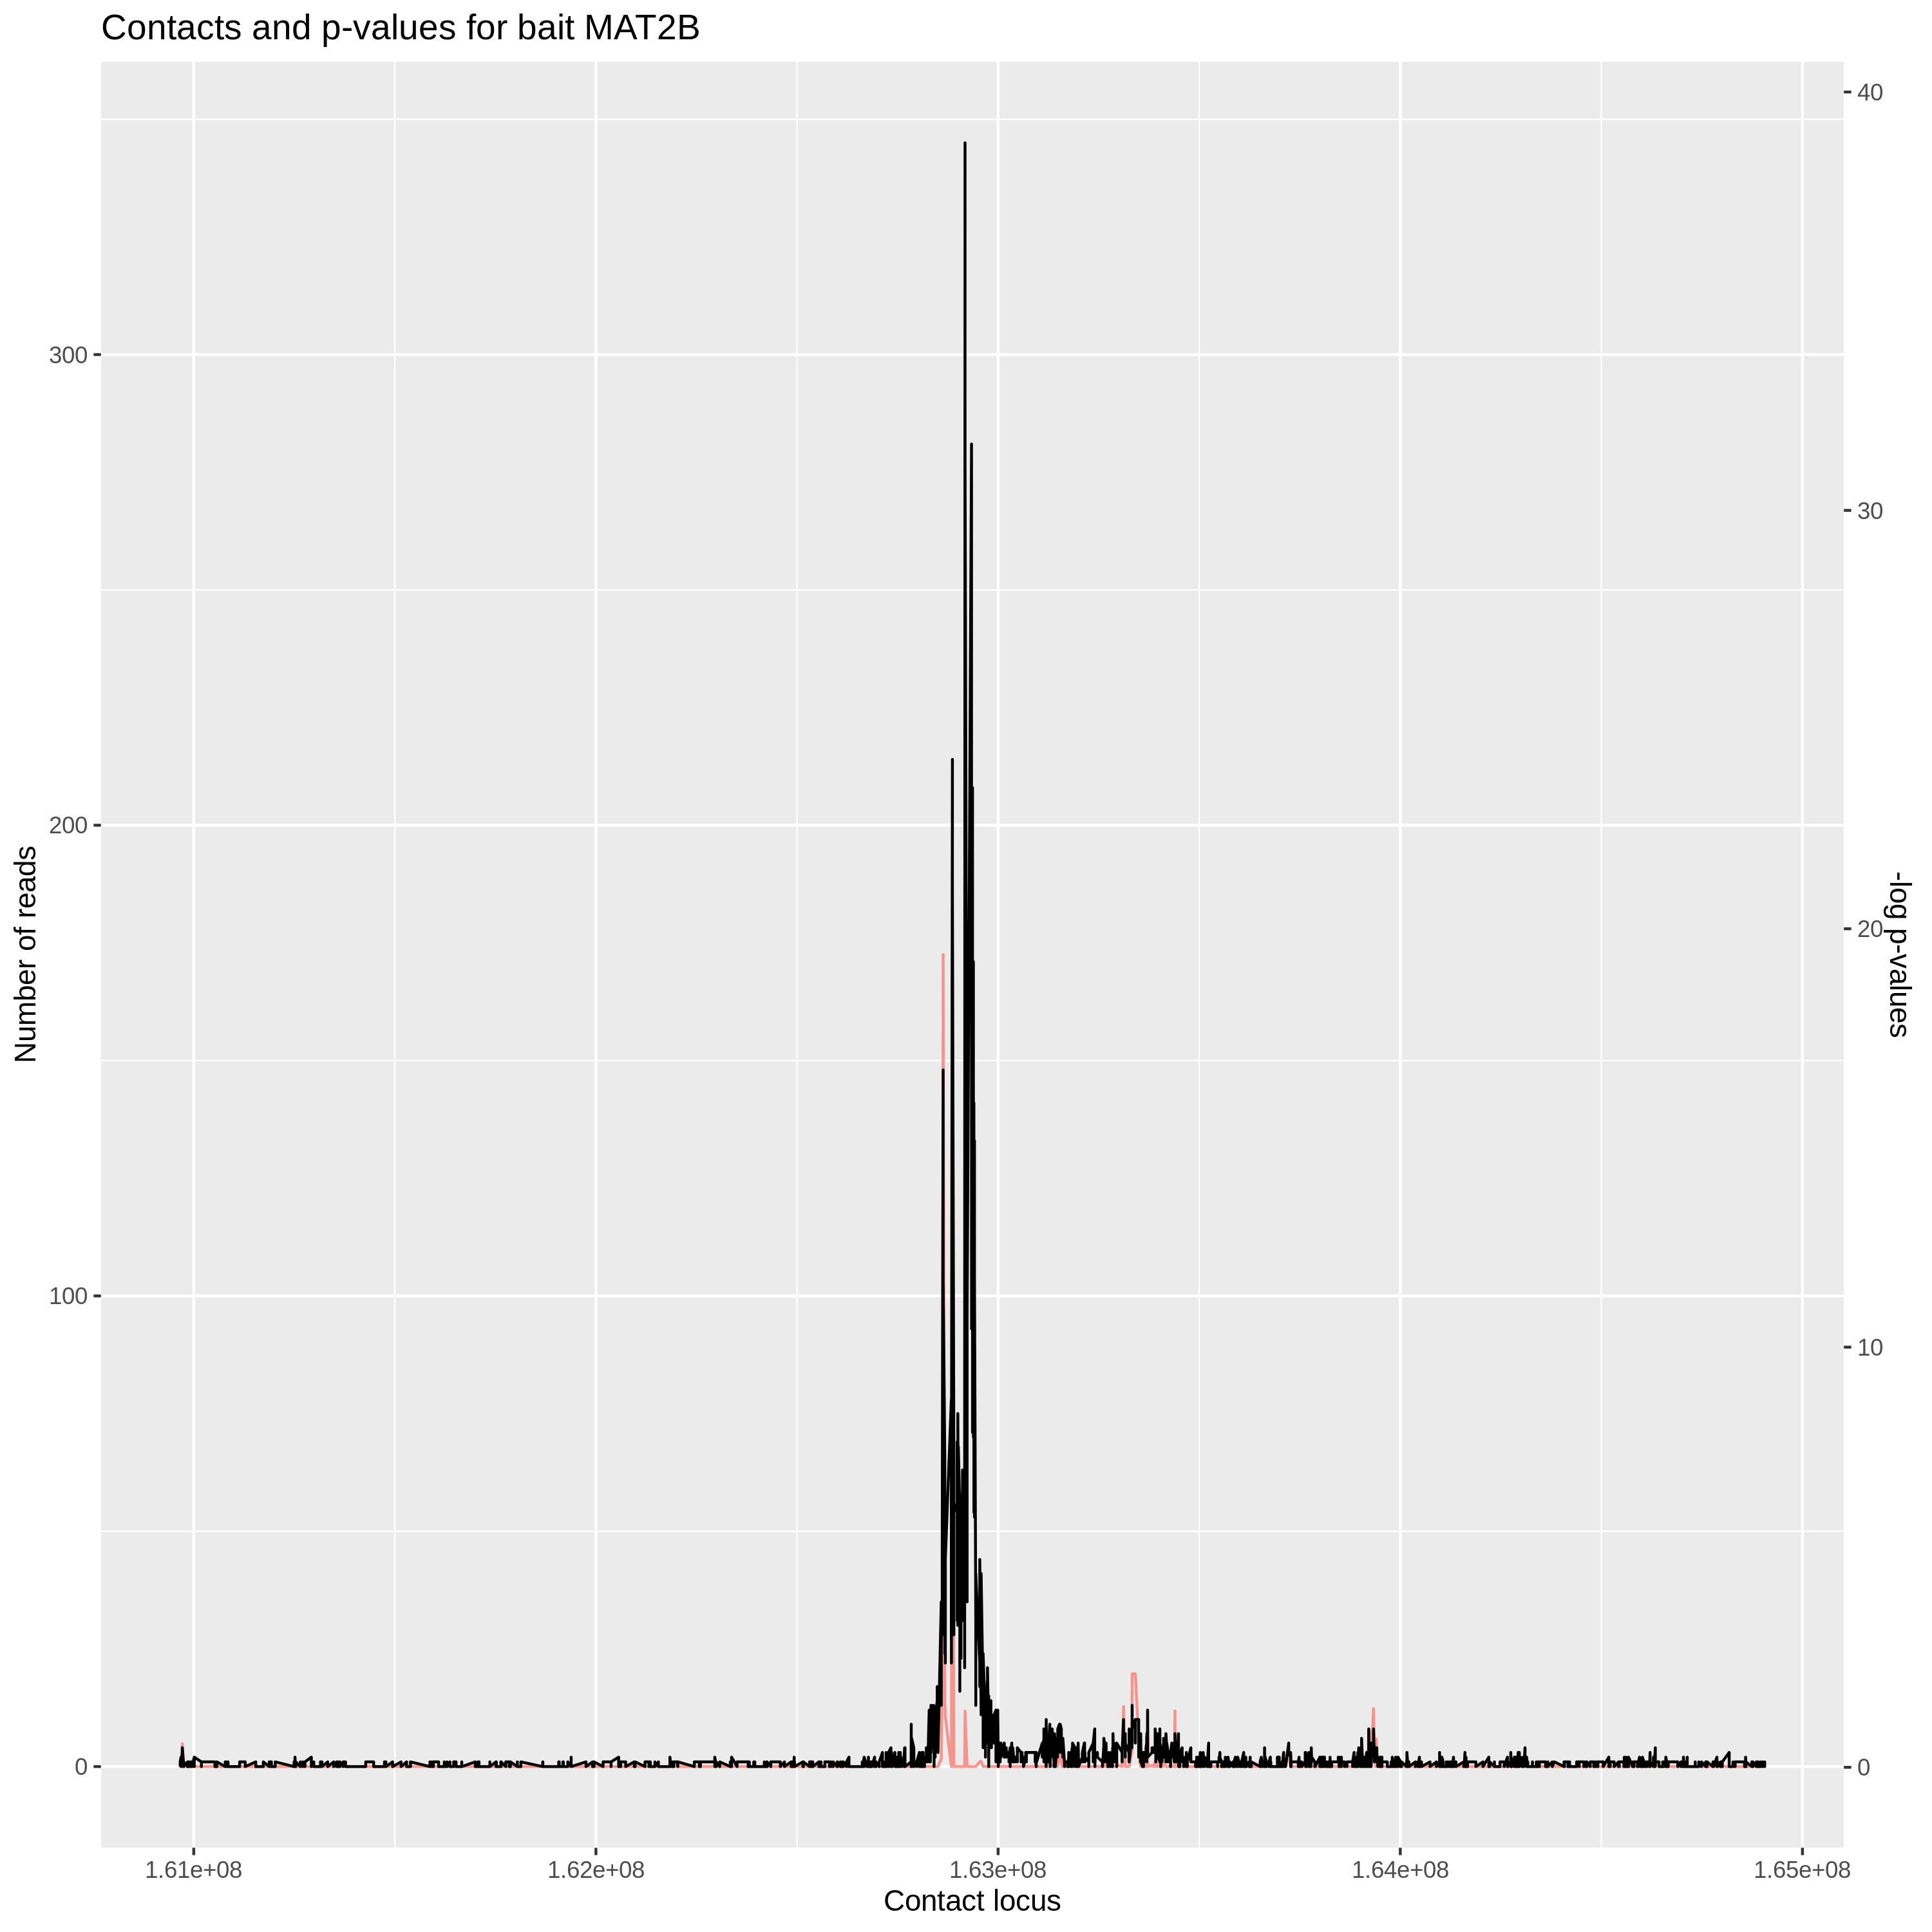 Contacts and p-values for bait MAT2B
Number of reads
300
200
100
0
40
30
20
10
0
-log p-values
1.61e+08
1.62e+08
1.63e+08
1.64e+08
1.65e+08
Contact locus